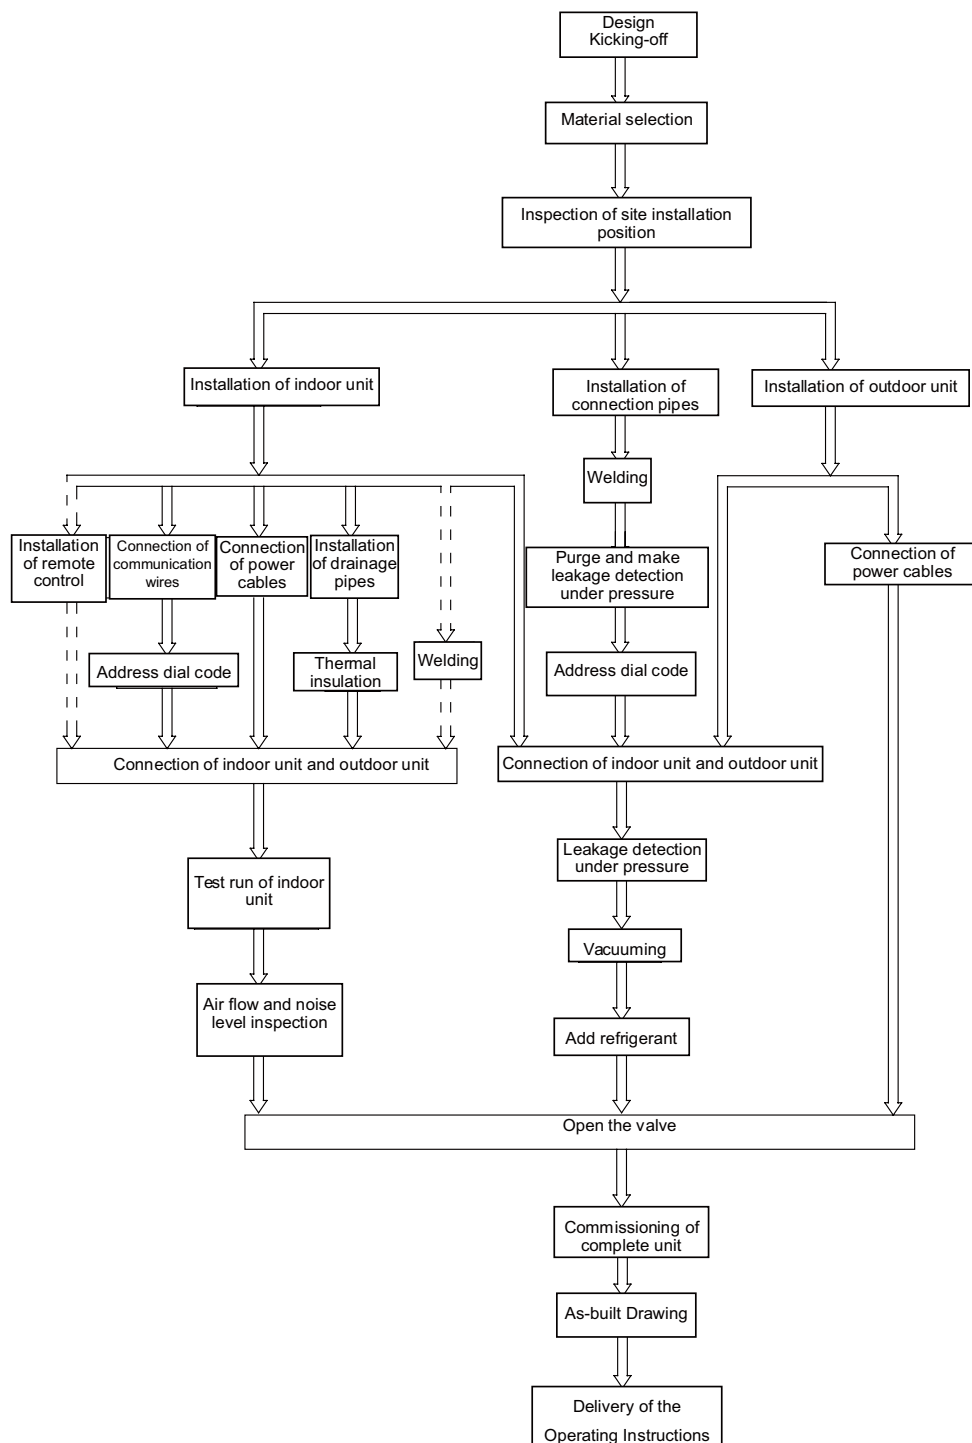 Design
Kicking-off
Material selection
Inspection of site installation
position
Installation of indoor unit
Installation of
connection pipes
Installation of outdoor unit
Welding
Installation
of remote
control
Connection of
communication
wires
Connection
of power
cables
Installation
of drainage
pipes
Purge and make
leakage detection
under pressure
Connection of
power cables
Address dial code
Thermal
insulation
Welding
Address dial code
Connection of indoor unit and outdoor unit
Connection of indoor unit and outdoor unit
Leakage detection
under pressure
Test run of indoor
unit
Vacuuming
Air flow and noise
level inspection
Add refrigerant
Open the valve
Commissioning of
complete unit
As-built Drawing
Delivery of the
Operating Instructions